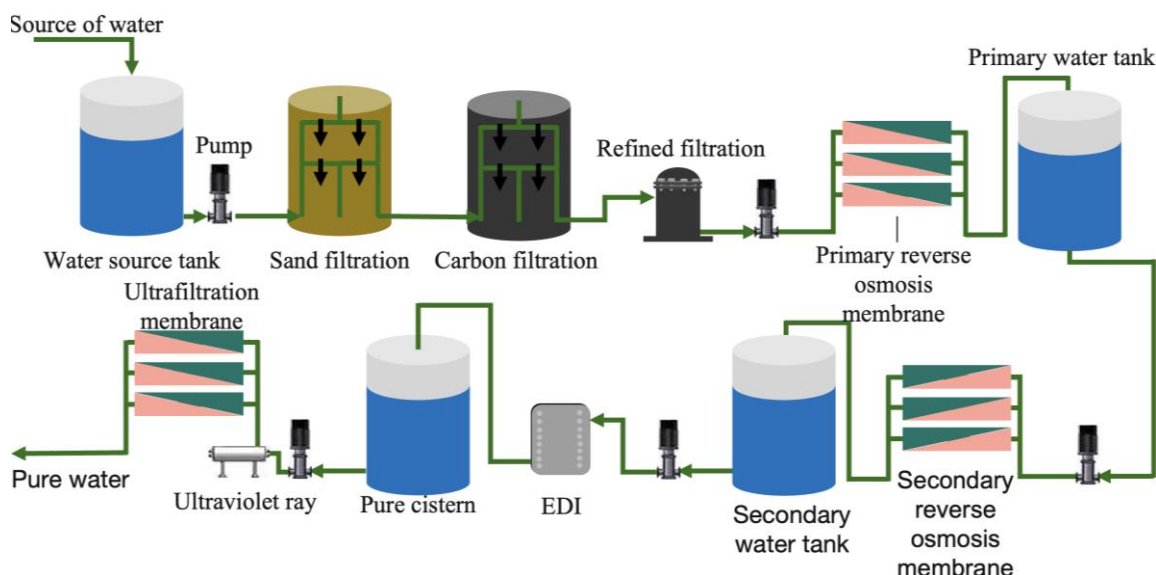 Source of water
Primary water tank
Pump
Refined filtration
Water source tank
Sand filtration
Carbon filtration
Primary reverse
osmosis
membrane
Ultrafiltration
membrane
Pure water
Ultraviolet ray
Pure cistern
EDI
Secondary
water tank
Secondary
reverse
osmosis
membrane